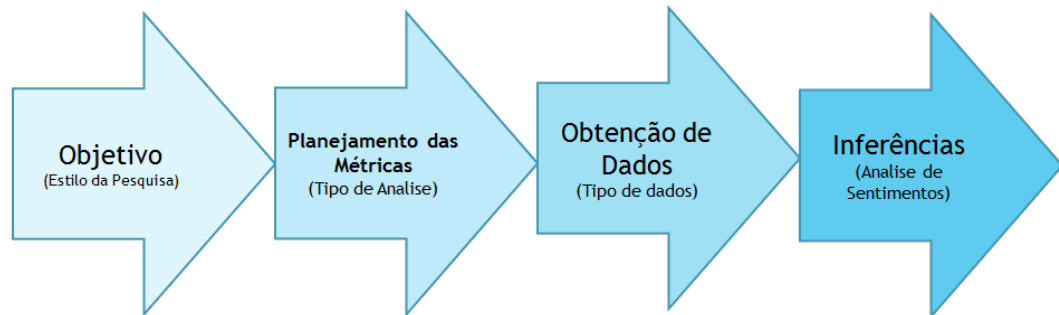 Objetivo
(Estilo da Pesquisa)
Planejamento das
Métricas
(Tipo de Analise)
Obtenção de
Dados
(Tipo de dados)
Inferências
(Analise de
Sentimentos)